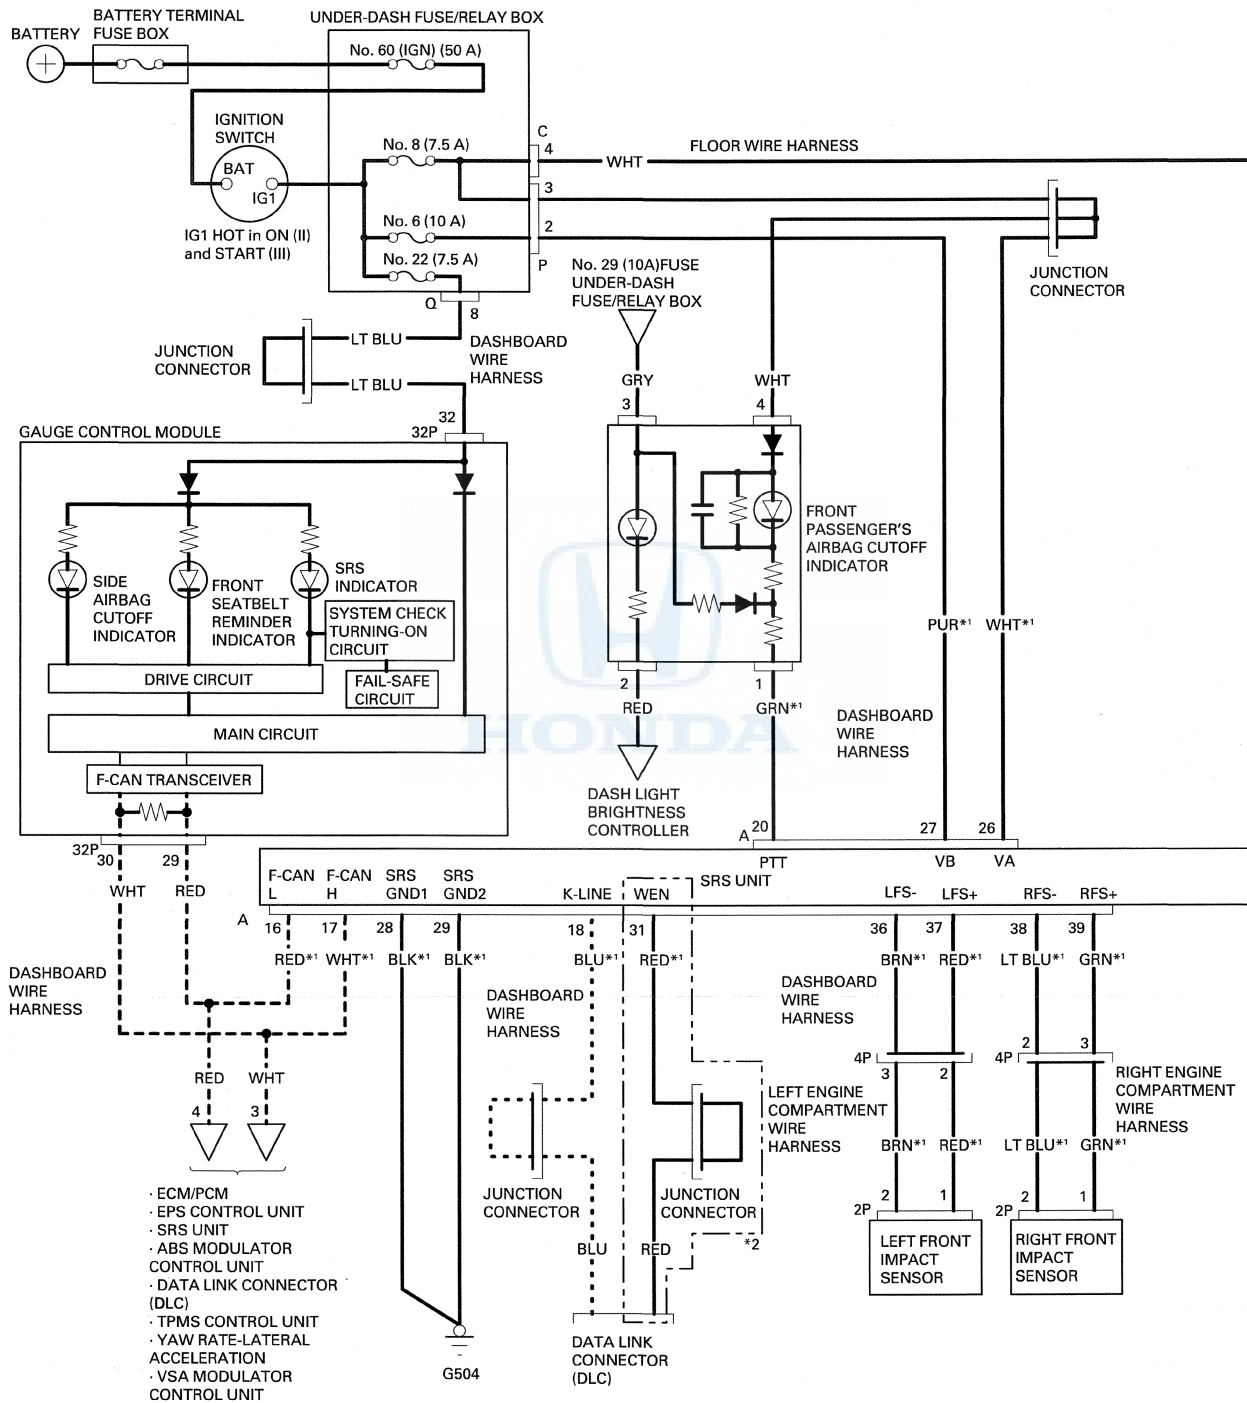 BATTERY TERMINAL
FUSE BOX
UNDER-DASH FUSE/RELAY BOX
BATTERY
No. 60 (IGN) (50 A)
IGNITION
SWITCH
BAT
IG1
IG1 HOT in ON (II)
and START (III)
No. 8 (7.5 A)
No. 6 (10 A)
No. 22 (7.5 A)
C
4
WHT
FLOOR WIRE HARNESS
3
2
P
Q
8
JUNCTION
CONNECTOR
No. 29 (10A)FUSE
UNDER-DASH
FUSE/RELAY BOX
LT BLU
LT BLU
JUNCTION
CONNECTOR
DASHBOARD
WIRE
HARNESS
GRY
WHT
3
4
32
32P
GAUGE CONTROL MODULE
SIDE
AIRBAG
CUTOFF
INDICATOR
FRONT
SEATBELT
REMINDER
INDICATOR
SRS
INDICATOR
SYSTEM CHECK
TURNING-ON
CIRCUIT
FAIL-SAFE
CIRCUIT
DRIVE CIRCUIT
MAIN CIRCUIT
F-CAN TRANSCEIVER
FRONT
PASSENGER'S
AIRBAG CUTOFF
INDICATOR
PUR*1
WHT*1
2
1
RED
GRN*1
DASHBOARD
WIRE
HARNESS
HONDA
DASH LIGHT
BRIGHTNESS
CONTROLLER
A
20
27
26
PTT
VB
VA
32P
30
29
WHT
RED
SRS UNIT
F-CAN
L
F-CAN
H
SRS
GND1
SRS
GND2
K-LINE
WEN
LFS-
LFS+
RFS-
RFS+
A
16
17
28
29
18
31
36
37
38
39
RED*1
WHT*1
BLK*1
BLK*1
BLU*1
RED*1
BRN*1
RED*1
LT BLU*1
GRN*1
DASHBOARD
WIRE
HARNESS
DASHBOARD
WIRE
HARNESS
DASHBOARD
WIRE
HARNESS
RED
WHT
4
3
4P
3
2
4P
2
3
LEFT ENGINE
COMPARTMENT
WIRE
HARNESS
RIGHT ENGINE
COMPARTMENT
WIRE
HARNESS
BRN*1
RED*1
LT BLU*1
GRN*1
JUNCTION
CONNECTOR
JUNCTION
CONNECTOR
2P
2
1
2P
2
1
LEFT FRONT
IMPACT
SENSOR
RIGHT FRONT
IMPACT
SENSOR
*2
BLU
RED
· ECM/PCM
· EPS CONTROL UNIT
· SRS UNIT
· ABS MODULATOR
CONTROL UNIT
· DATA LINK CONNECTOR
(DLC)
· TPMS CONTROL UNIT
· YAW RATE-LATERAL
ACCELERATION
· VSA MODULATOR
CONTROL UNIT
G504
DATA LINK
CONNECTOR
(DLC)